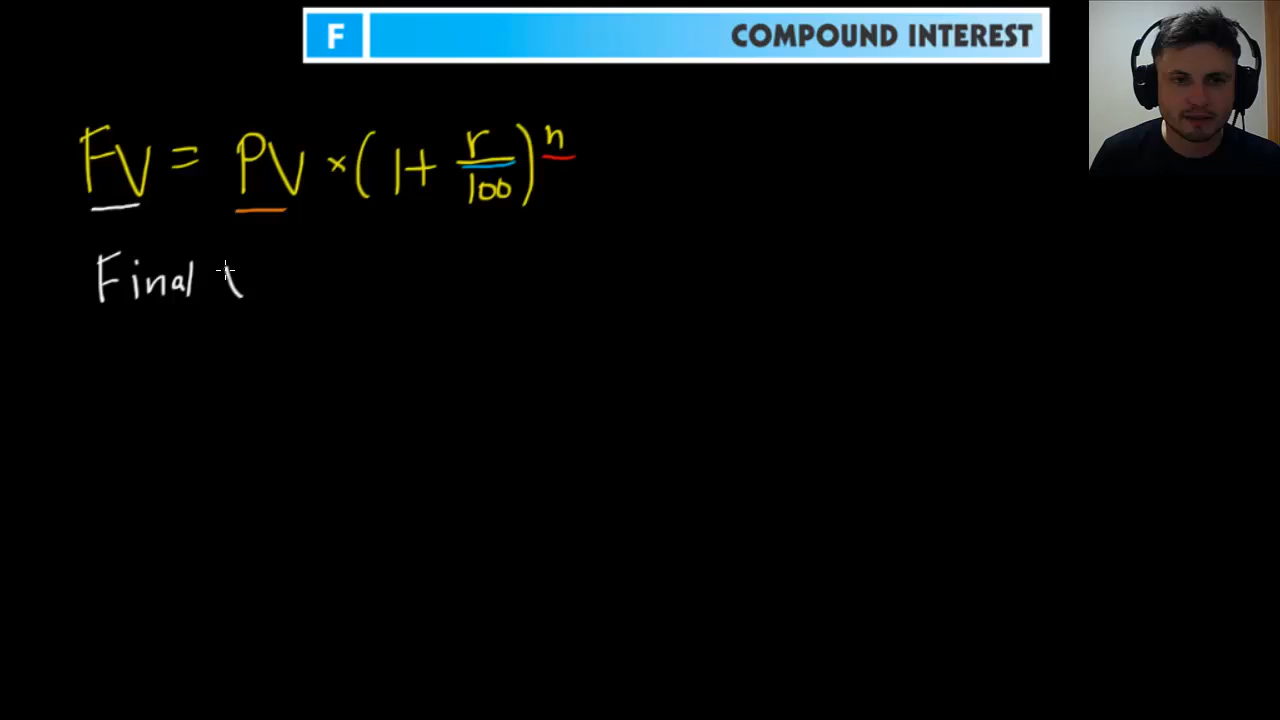 F COMPOUND INTEREST
FV = PV × (1 + r/100)^n
Final